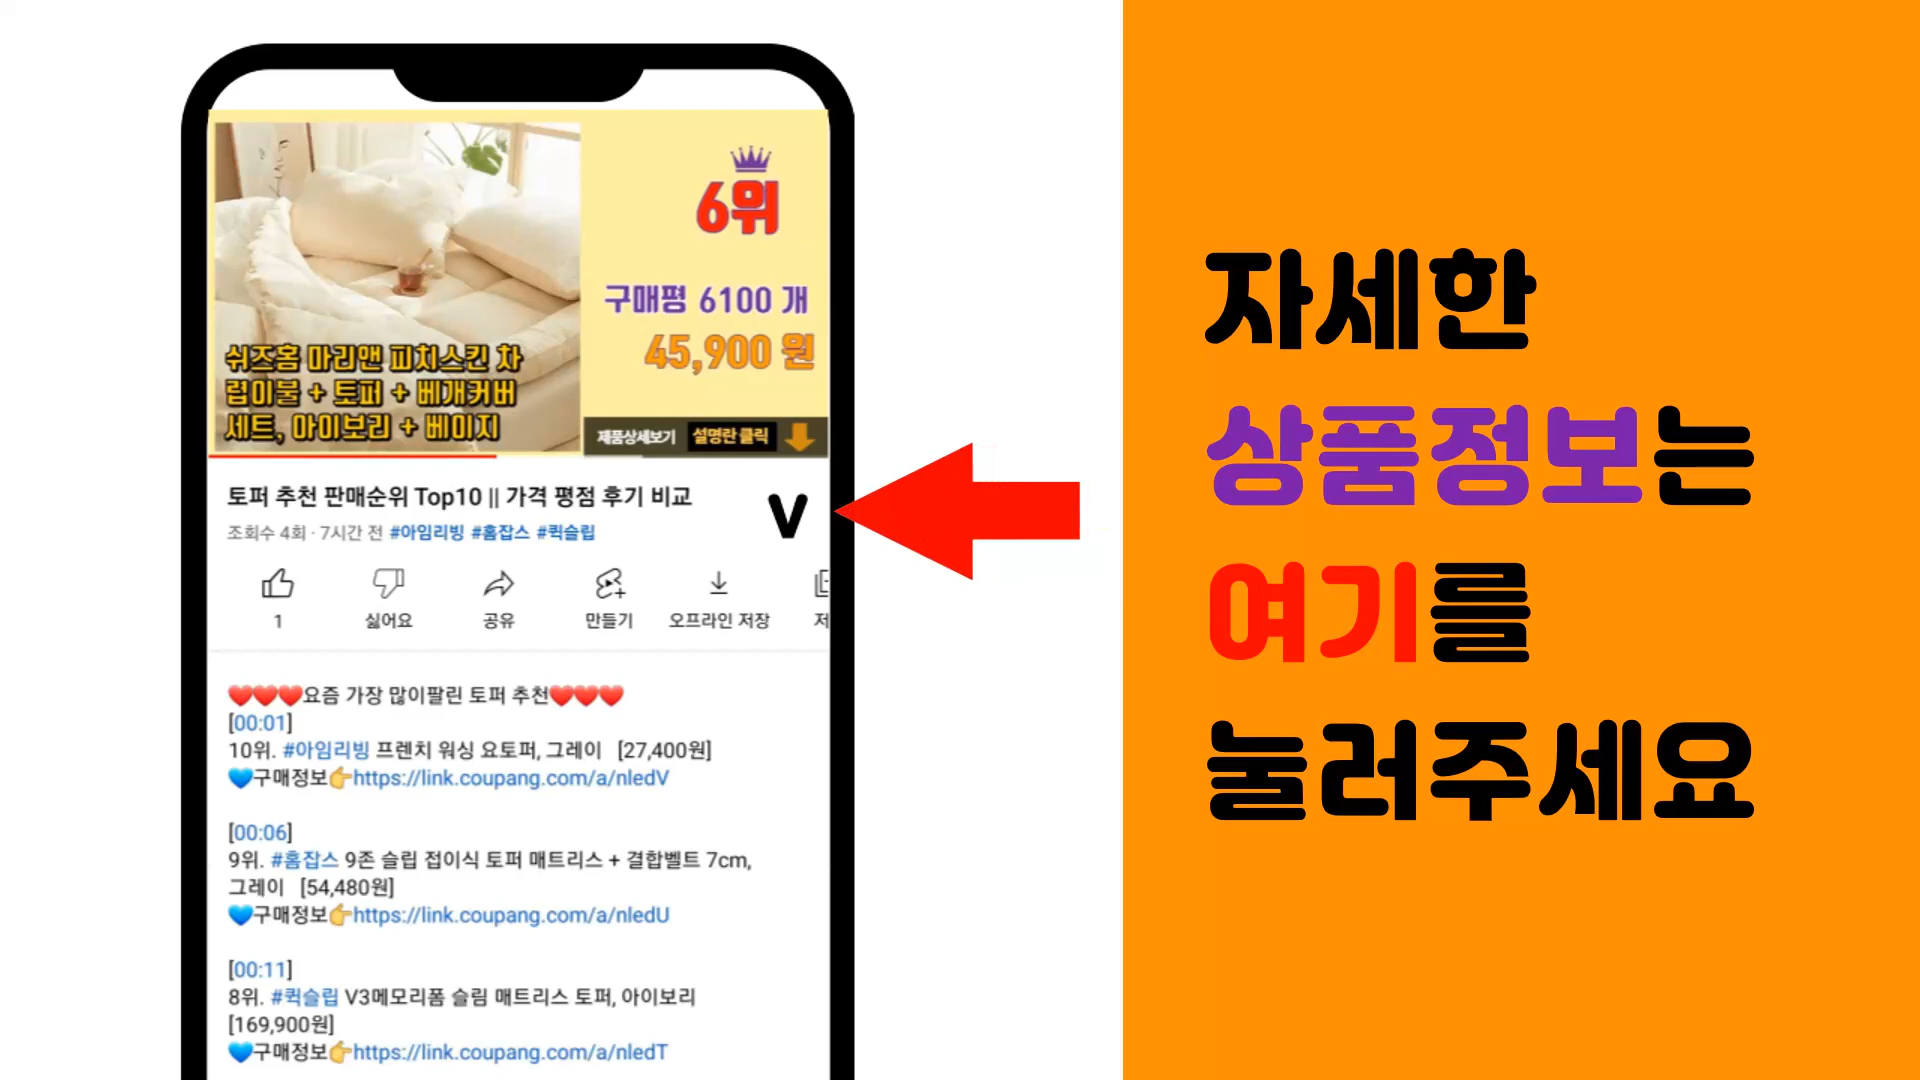 6위
구매평 6100 개
45,900 원
쉬즈홈 마리앤 피치스킨 차
렵이불 + 토퍼 + 베개커버
세트, 아이보리 + 베이지
제품상세보기 설명란 클릭
토퍼 추천 판매순위 Top10 || 가격 평점 후기 비교
V
조회수 4회 · 7시간 전 #아임리빙 #홈잡스 #퀵슬립
1 싫어요 공유 만들기 오프라인 저장 저
❤️❤️❤️요즘 가장 많이팔린 토퍼 추천❤️❤️❤️
[00:01]
10위. #아임리빙 프렌치 워싱 요토퍼, 그레이 [27,400원]
💙구매정보👉https://link.coupang.com/a/nledV
[00:06]
9위. #홈잡스 9존 슬립 접이식 토퍼 매트리스 + 결합벨트 7cm,
그레이 [54,480원]
💙구매정보👉https://link.coupang.com/a/nledU
[00:11]
8위. #퀵슬립 V3메모리폼 슬림 매트리스 토퍼, 아이보리
[169,900원]
💙구매정보👉https://link.coupang.com/a/nledT
자세한
상품정보는
여기를
눌러주세요